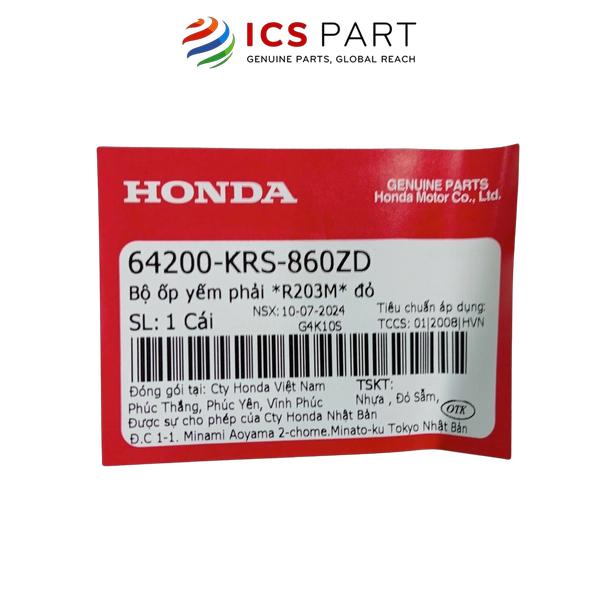 ICS PART
GENUINE PARTS, GLOBAL REACH
HONDA
GENUINE PARTS
Honda Motor Co., Ltd.
64200-KRS-860ZD
Bộ ốp yếm phải *R203M* đỏ
NSX: 10-07-2024
Tiêu chuẩn áp dụng:
SL: 1 Cái
G4K10S
TCCS: 01|2008|HVN
Đóng gói tại: Cty Honda Việt Nam
TSKT:
Phúc Thắng, Phúc Yên, Vĩnh Phúc
Nhựa , Đỏ Sẫm,
Được sự cho phép của Cty Honda Nhật Bản
OTK
Đ.C 1-1. Minami Aoyama 2-chome.Minato-ku Tokyo Nhật Bản